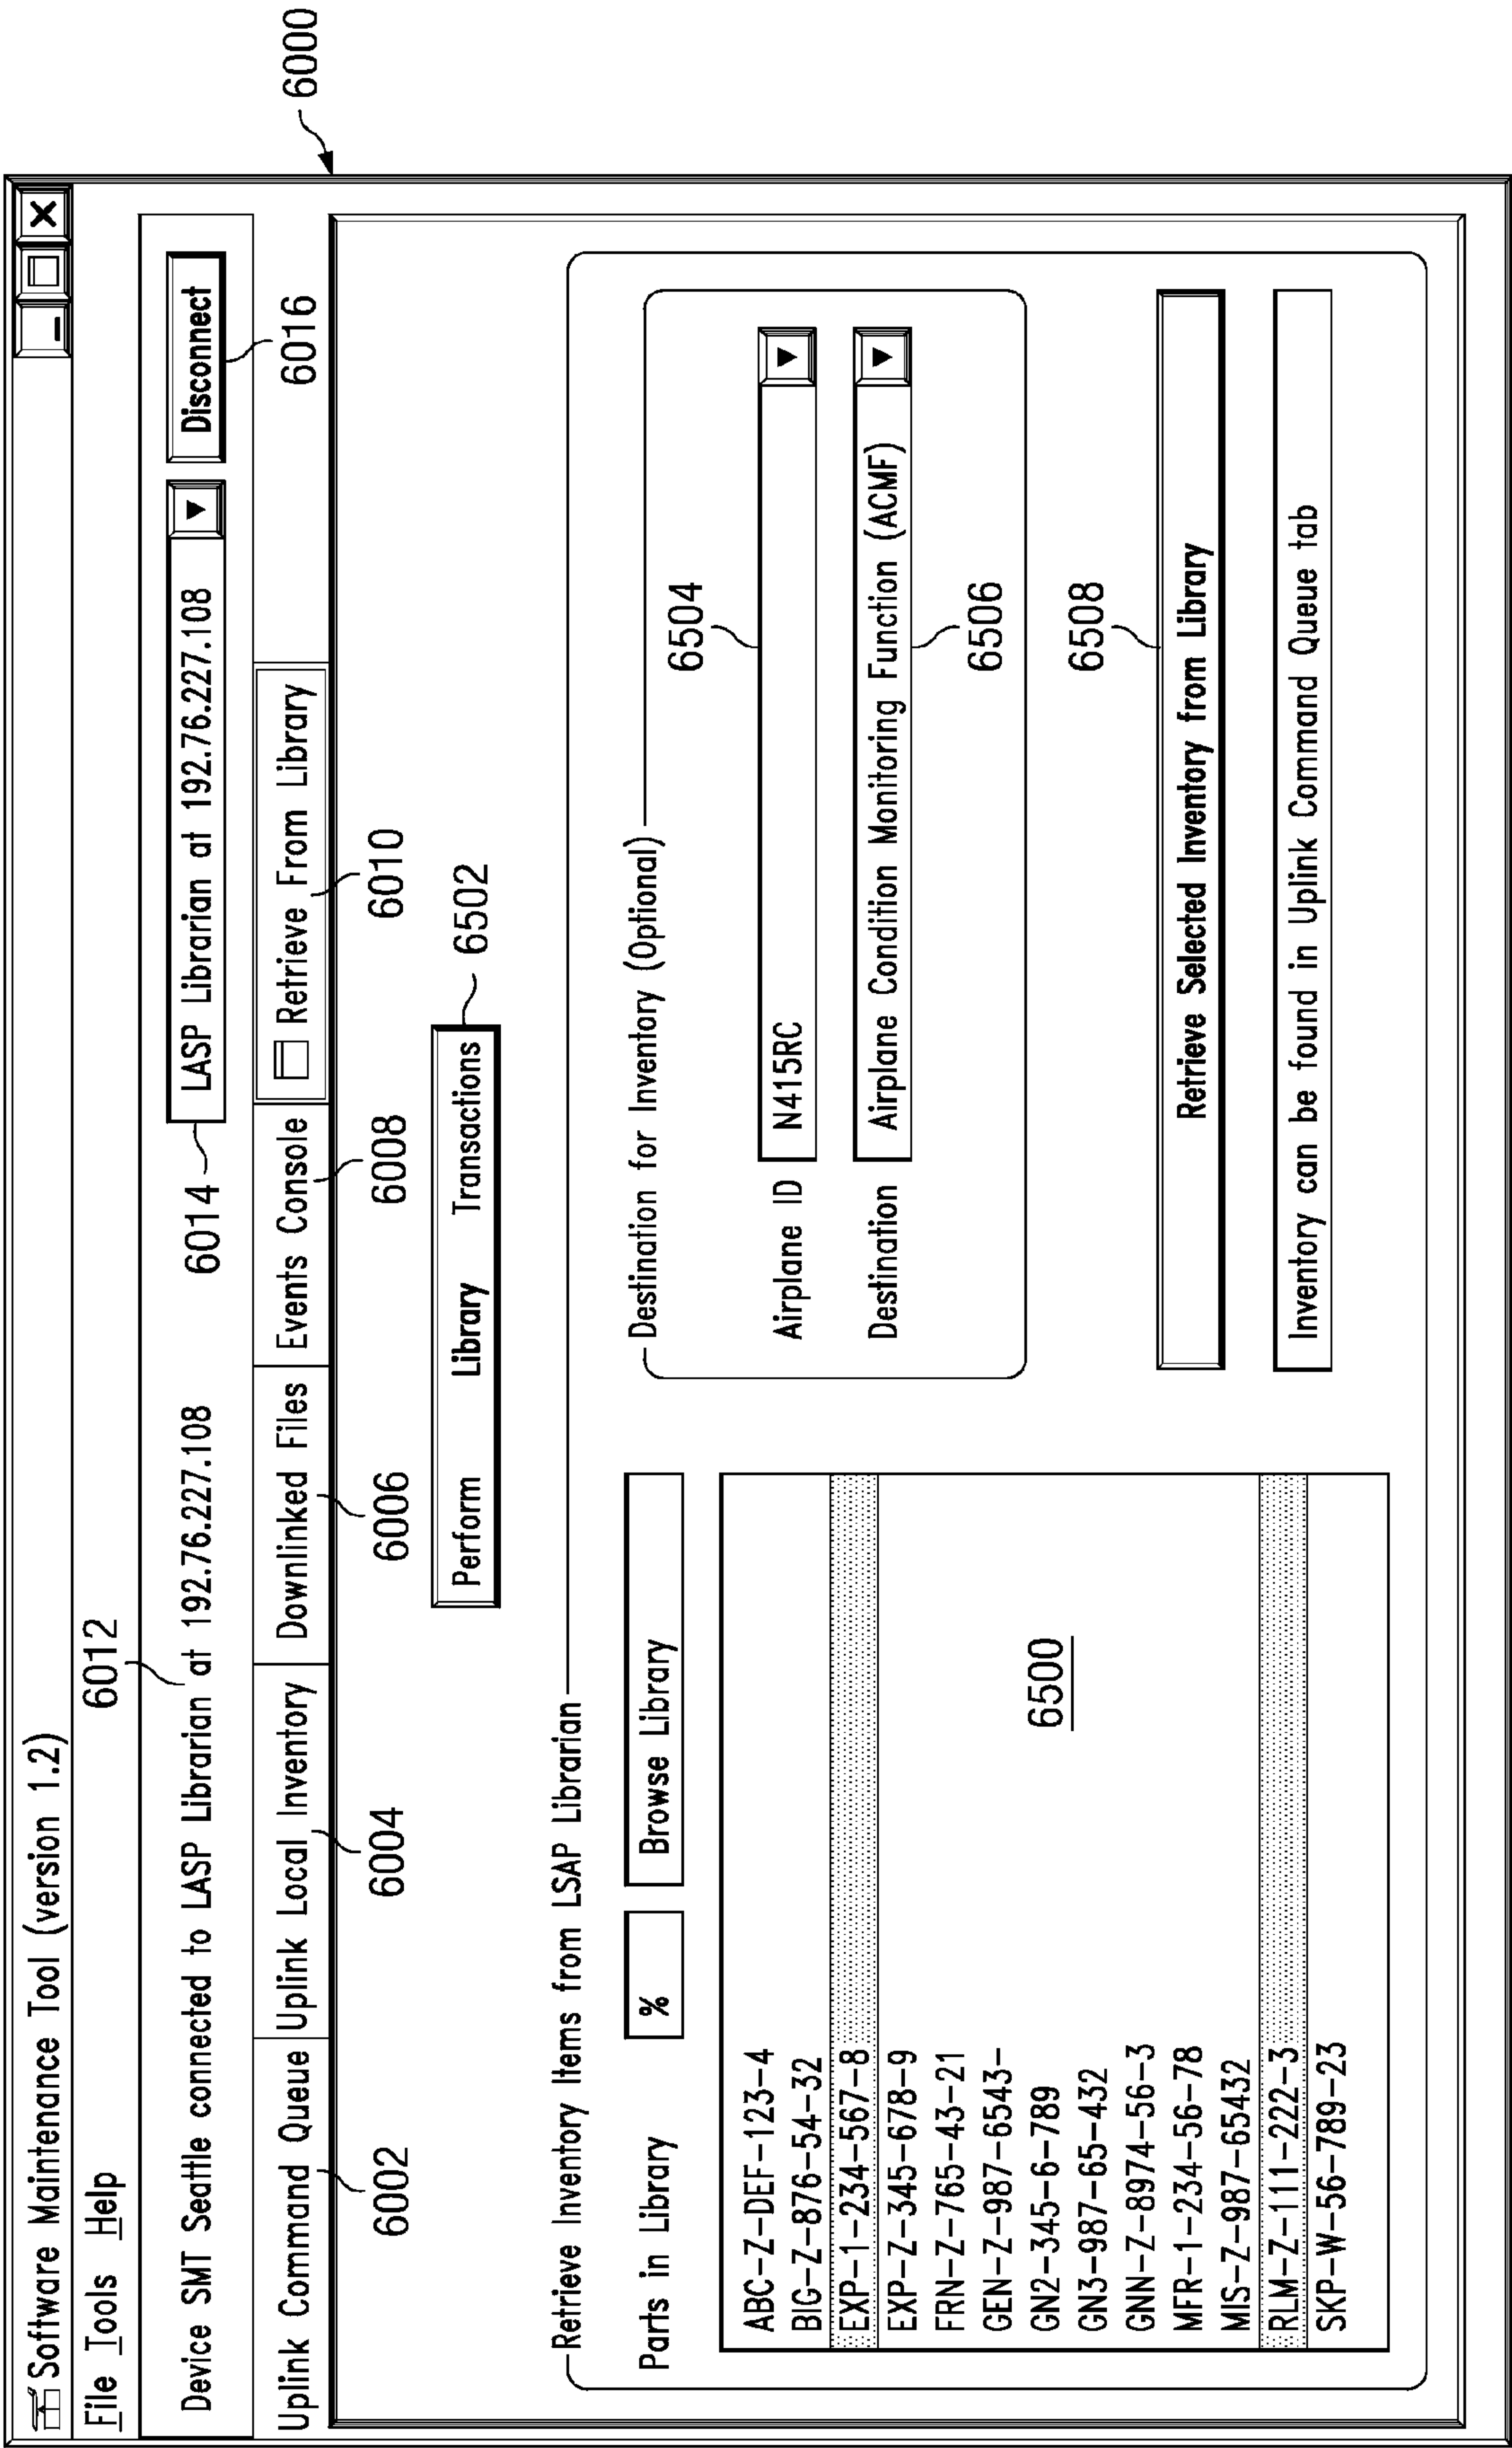 Software Maintenance Tool (version 1.2)
File Tools Help
6012
6000
Device SMT Seattle connected to LASP Librarian at 192.76.227.108
6014
LASP Librarian at 192.76.227.108
Disconnect
6016
Uplink Command Queue
Uplink Local Inventory
Downlinked Files
Events Console
Retrieve From Library
6002
6004
6006
6008
6010
Perform Library Transactions
6502
Retrieve Inventory Items from LSAP Librarian
Parts in Library
%
Browse Library
ABC-Z-DEF-123-4
BIG-Z-876-54-32
EXP-1-234-567-8
EXP-Z-345-678-9
FRN-Z-765-43-21
GEN-Z-987-6543-
GN2-345-6-789
GN3-987-65-432
GNN-Z-8974-56-3
MFR-1-234-56-78
MIS-Z-987-65432
RLM-Z-111-222-3
SKP-W-56-789-23
6500
Destination for Inventory (Optional)
6504
Airplane ID
N415RC
Destination
Airplane Condition Monitoring Function (ACMF)
6506
6508
Retrieve Selected Inventory from Library
Inventory can be found in Uplink Command Queue tab